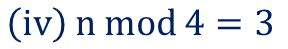 (iv) n mod 4 = 3